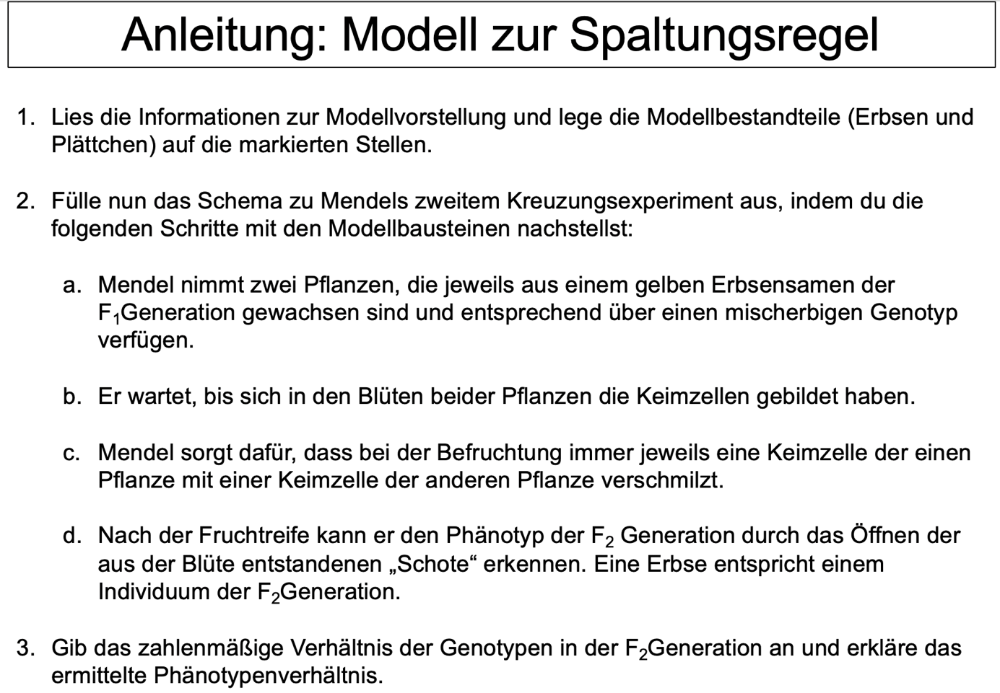 Anleitung: Modell zur Spaltungsregel
1. Lies die Informationen zur Modellvorstellung und lege die Modellbestandteile (Erbsen und
Plättchen) auf die markierten Stellen.
2. Fülle nun das Schema zu Mendels zweitem Kreuzungsexperiment aus, indem du die
folgenden Schritte mit den Modellbausteinen nachstellst:
a. Mendel nimmt zwei Pflanzen, die jeweils aus einem gelben Erbsensamen der
F₁Generation gewachsen sind und entsprechend über einen mischerbigen Genotyp
verfügen.
b. Er wartet, bis sich in den Blüten beider Pflanzen die Keimzellen gebildet haben.
c. Mendel sorgt dafür, dass bei der Befruchtung immer jeweils eine Keimzelle der einen
Pflanze mit einer Keimzelle der anderen Pflanze verschmilzt.
d. Nach der Fruchtreife kann er den Phänotyp der F₂ Generation durch das Öffnen der
aus der Blüte entstandenen „Schote“ erkennen. Eine Erbse entspricht einem
Individuum der F₂Generation.
3. Gib das zahlenmäßige Verhältnis der Genotypen in der F₂Generation an und erkläre das
ermittelte Phänotypenverhältnis.